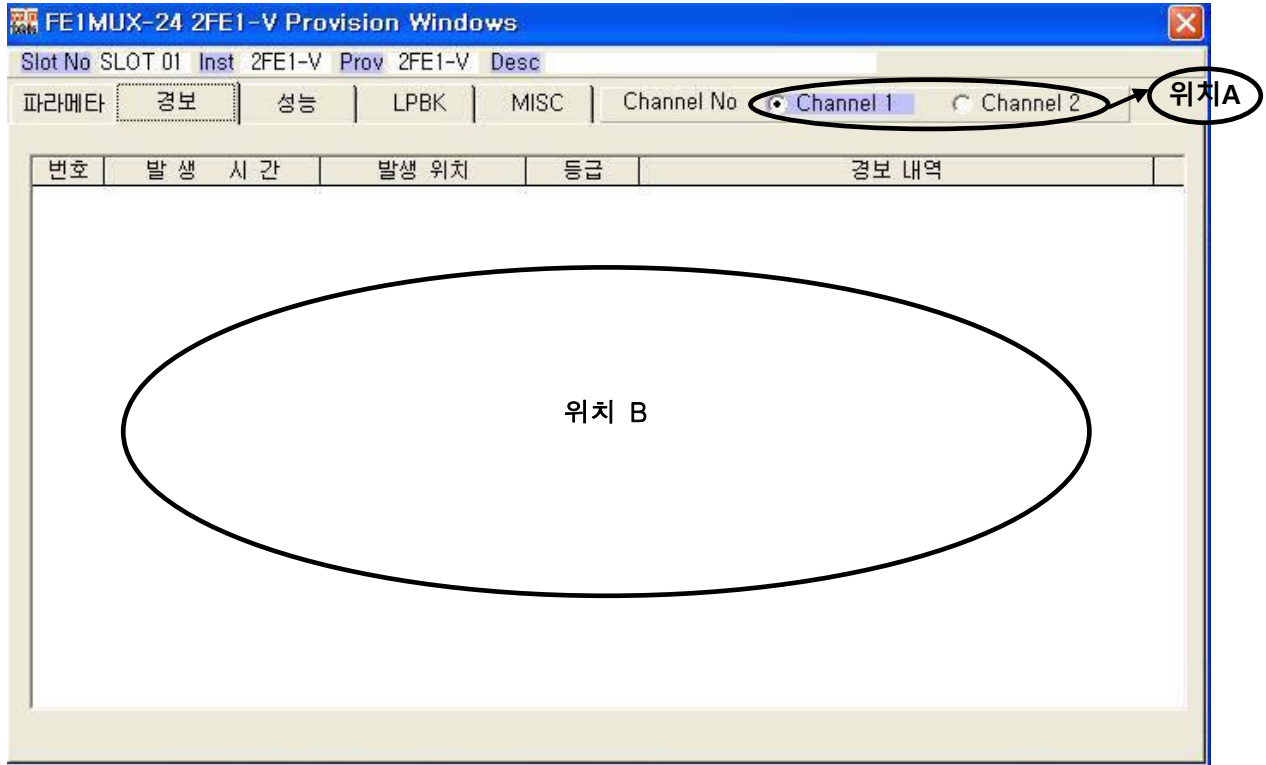 FE1MUX-24 2FE1-V Provision Windows
Slot No SLOT 01 Inst 2FE1-V Prov 2FE1-V Desc
파라메타 경보 성능 LPBK MISC Channel No Channel 1 Channel 2 위치A
번호 발 생 시 간 발생 위치 등급 경보 내역
위치 B